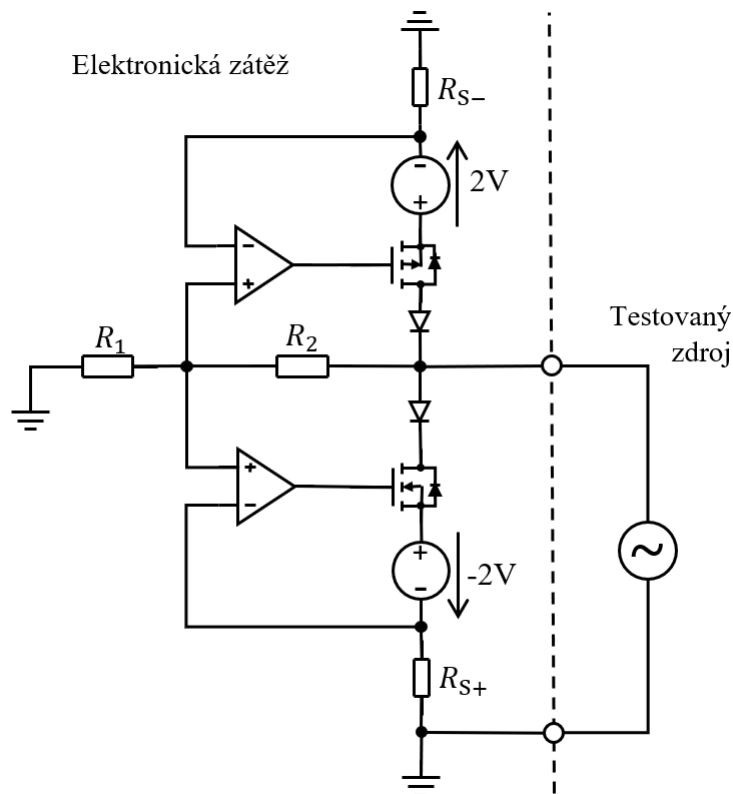 Elektronická zátěž
R_S−
−
2V
+
−
+
R_1
R_2
Testovaný
zdroj
+
−
+
-2V
−
R_S+
~